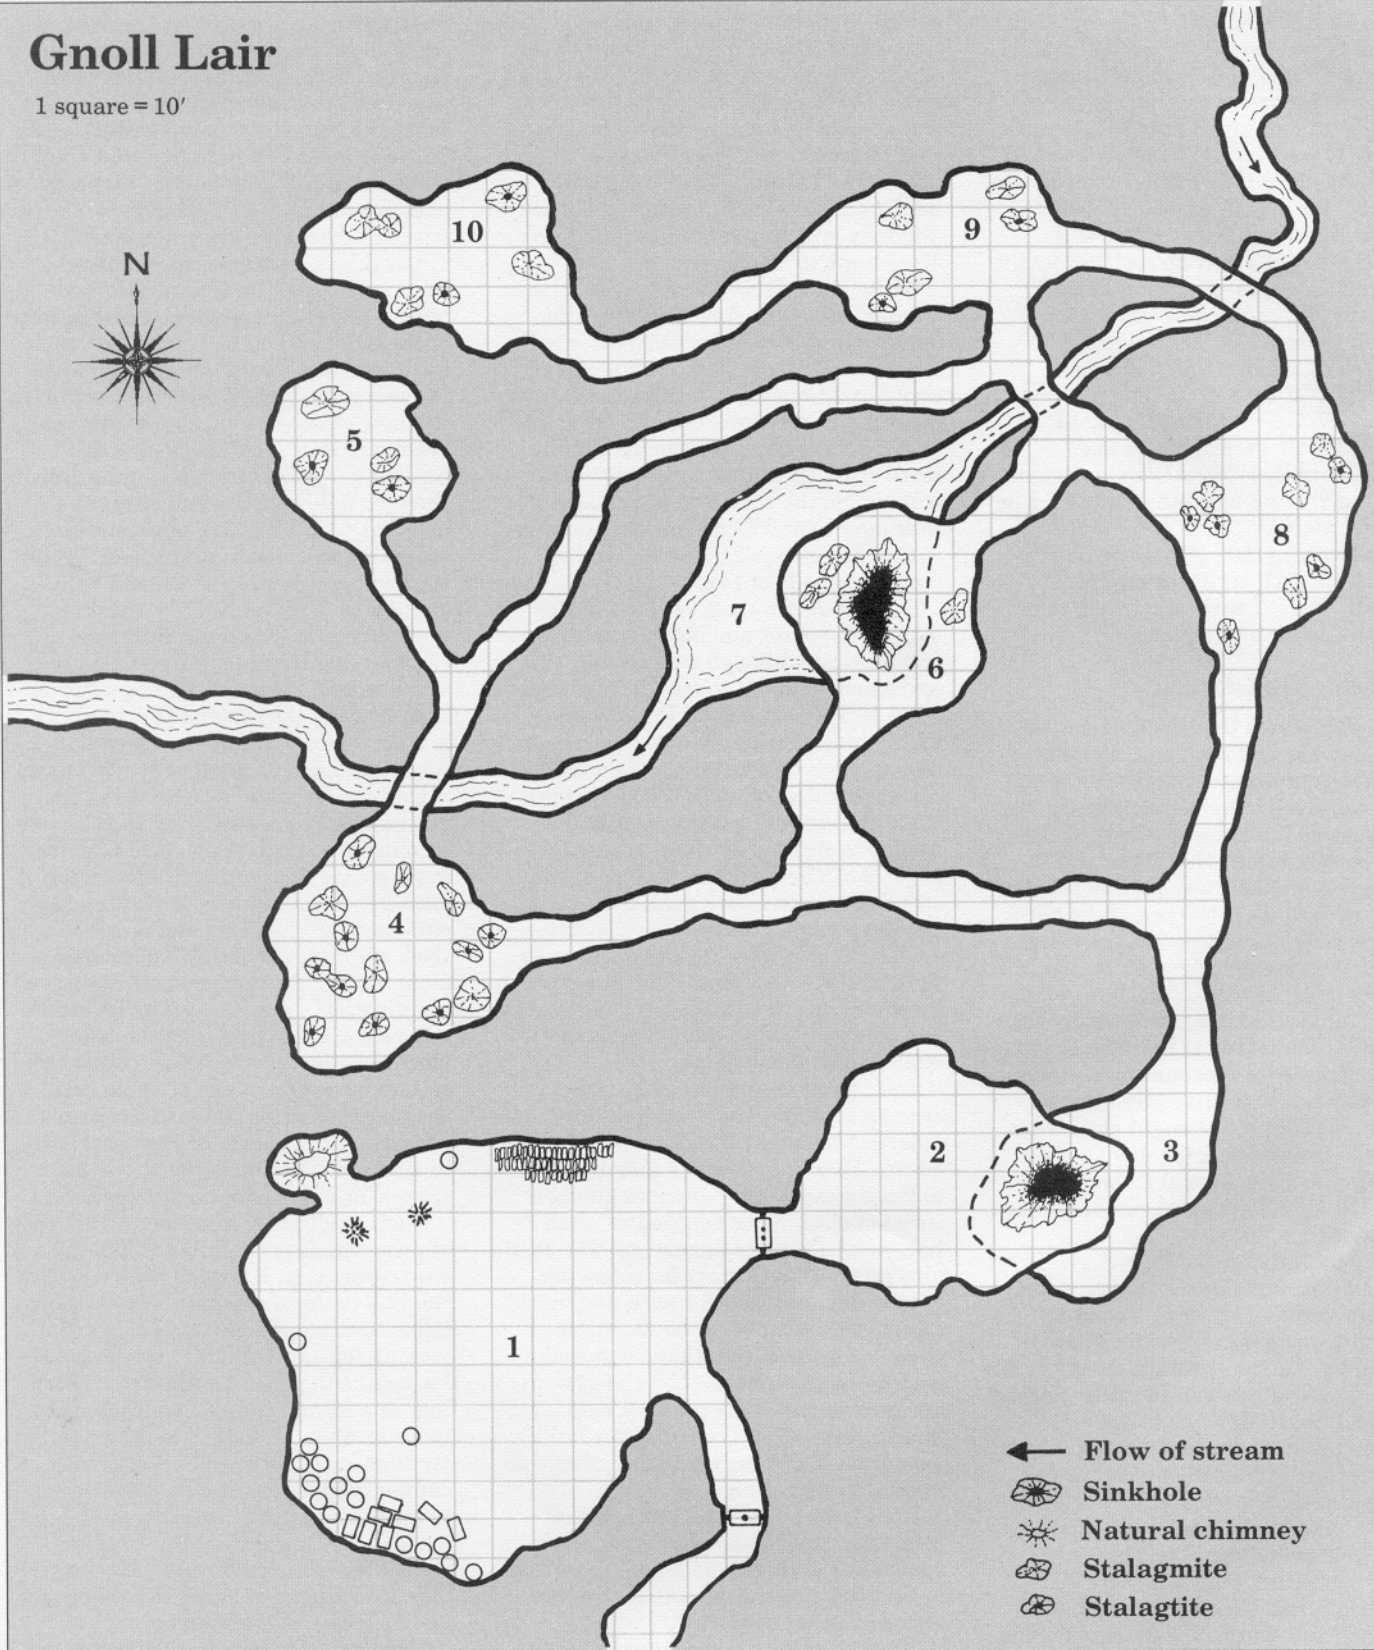 Gnoll Lair
1 square = 10'
N
10
9
5
8
7
6
4
2
3
1
Flow of stream
Sinkhole
Natural chimney
Stalagmite
Stalagtite